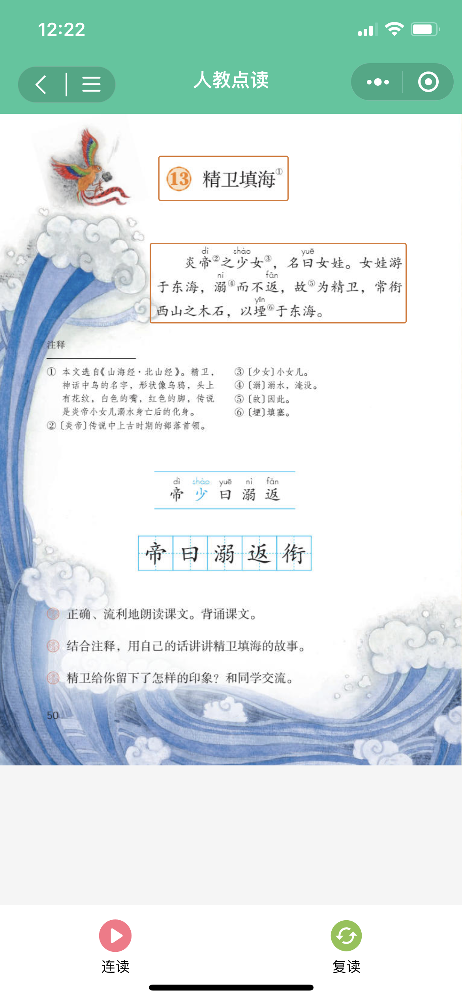 12:22
人教点读
13 精卫填海①
dì shào yuē
炎帝②之少女③，名曰女娃。女娃游
nì fǎn
于东海，溺④而不返，故⑤为精卫，常衔
yīn
西山之木石，以堙⑥于东海。
注释
① 本文选自《山海经·北山经》。精卫，
神话中鸟的名字，形状像乌鸦，头上
有花纹，白色的嘴，红色的脚，传说
是炎帝小女儿溺水身亡后的化身。
②〔炎帝〕传说中上古时期的部落首领。
③〔少女〕小女儿。
④〔溺〕溺水，淹没。
⑤〔故〕因此。
⑥〔堙〕填塞。
dì shào yuē nì fǎn
帝 少 曰 溺 返
帝 曰 溺 返 衔
正确、流利地朗读课文。背诵课文。
结合注释，用自己的话讲讲精卫填海的故事。
精卫给你留下了怎样的印象？和同学交流。
50
连读 复读